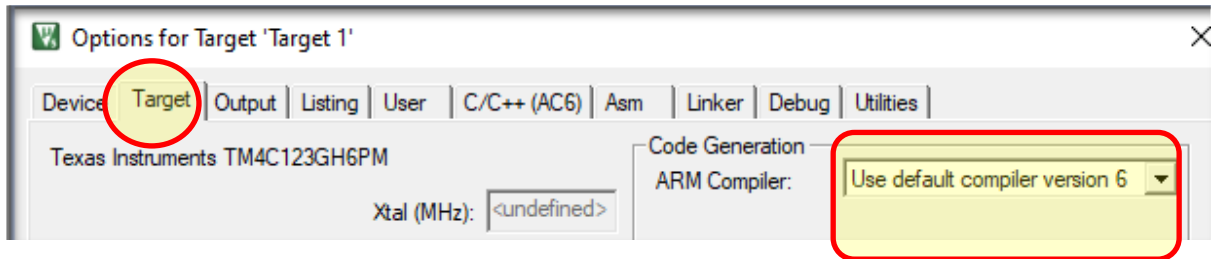 Options for Target 'Target 1'
Device Target Output Listing User C/C++ (AC6) Asm Linker Debug Utilities
Texas Instruments TM4C123GH6PM
Code Generation
ARM Compiler: Use default compiler version 6
Xtal (MHz): <undefined>